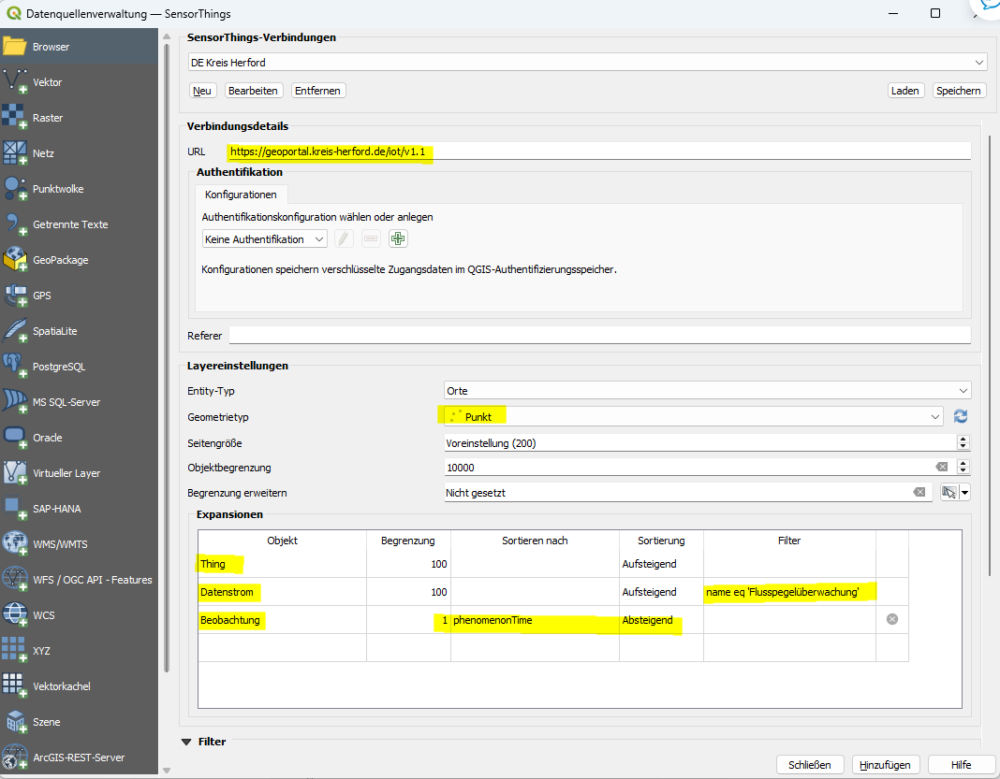 Datenquellenverwaltung — SensorThings
Browser
Vektor
Raster
Netz
Punktwolke
Getrennte Texte
GeoPackage
GPS
SpatiaLite
PostgreSQL
MS SQL-Server
Oracle
Virtueller Layer
SAP-HANA
WMS/WMTS
WFS / OGC API - Features
WCS
XYZ
Vektorkachel
Szene
ArcGIS-REST-Server
SensorThings-Verbindungen
DE Kreis Herford
Neu Bearbeiten Entfernen Laden Speichern
Verbindungsdetails
URL https://geoportal.kreis-herford.de/iot/v1.1
Authentifikation
Konfigurationen
Authentifikationskonfiguration wählen oder anlegen
Keine Authentifikation
Konfigurationen speichern verschlüsselte Zugangsdaten im QGIS-Authentifizierungsspeicher.
Referer
Layereinstellungen
Entity-Typ Orte
Geometrietyp Punkt
Seitengröße Voreinstellung (200)
Objektbegrenzung 10000
Begrenzung erweitern Nicht gesetzt
Expansionen
Objekt Begrenzung Sortieren nach Sortierung Filter
Thing 100 Aufsteigend
Datenstrom 100 Aufsteigend name eq 'Flusspegelüberwachung'
Beobachtung 1 phenomenonTime Absteigend
Filter
Schließen Hinzufügen Hilfe